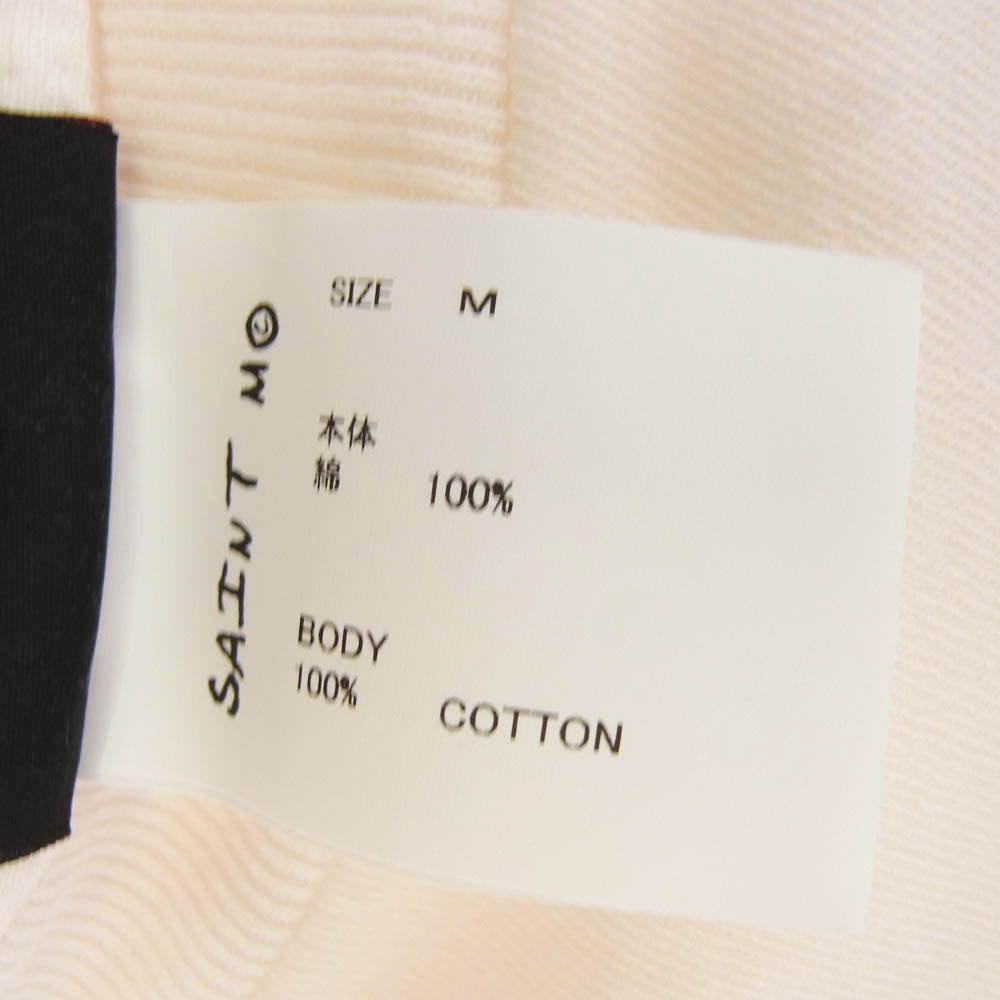 SAINT M©
SIZE M
本体
綿 100%
BODY
100% COTTON